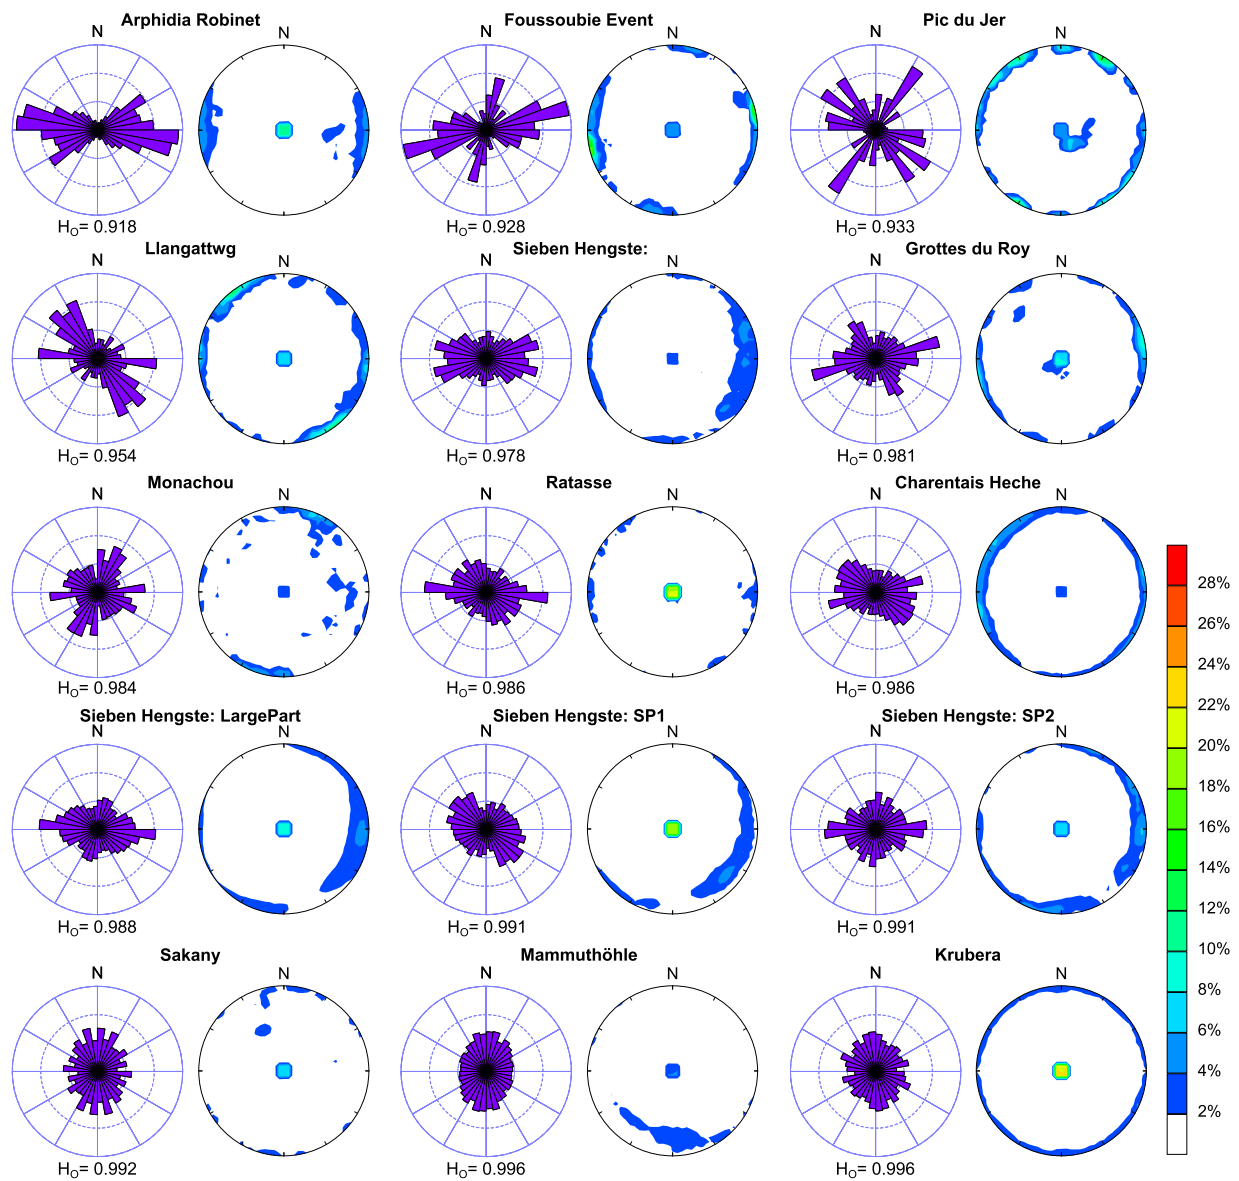 Arphidia Robinet
Foussoubie Event
Pic du Jer
N N N N N N
H_O= 0.918
H_O= 0.928
H_O= 0.933
Llangattwg
Sieben Hengste:
Grottes du Roy
N N N N N N
H_O= 0.954
H_O= 0.978
H_O= 0.981
Monachou
Ratasse
Charentais Heche
N N N N N N
H_O= 0.984
H_O= 0.986
H_O= 0.986
Sieben Hengste: LargePart
Sieben Hengste: SP1
Sieben Hengste: SP2
N N N N N N
H_O= 0.988
H_O= 0.991
H_O= 0.991
Sakany
Mammuthöhle
Krubera
N N N N N N
H_O= 0.992
H_O= 0.996
H_O= 0.996
28%
26%
24%
22%
20%
18%
16%
14%
12%
10%
8%
6%
4%
2%